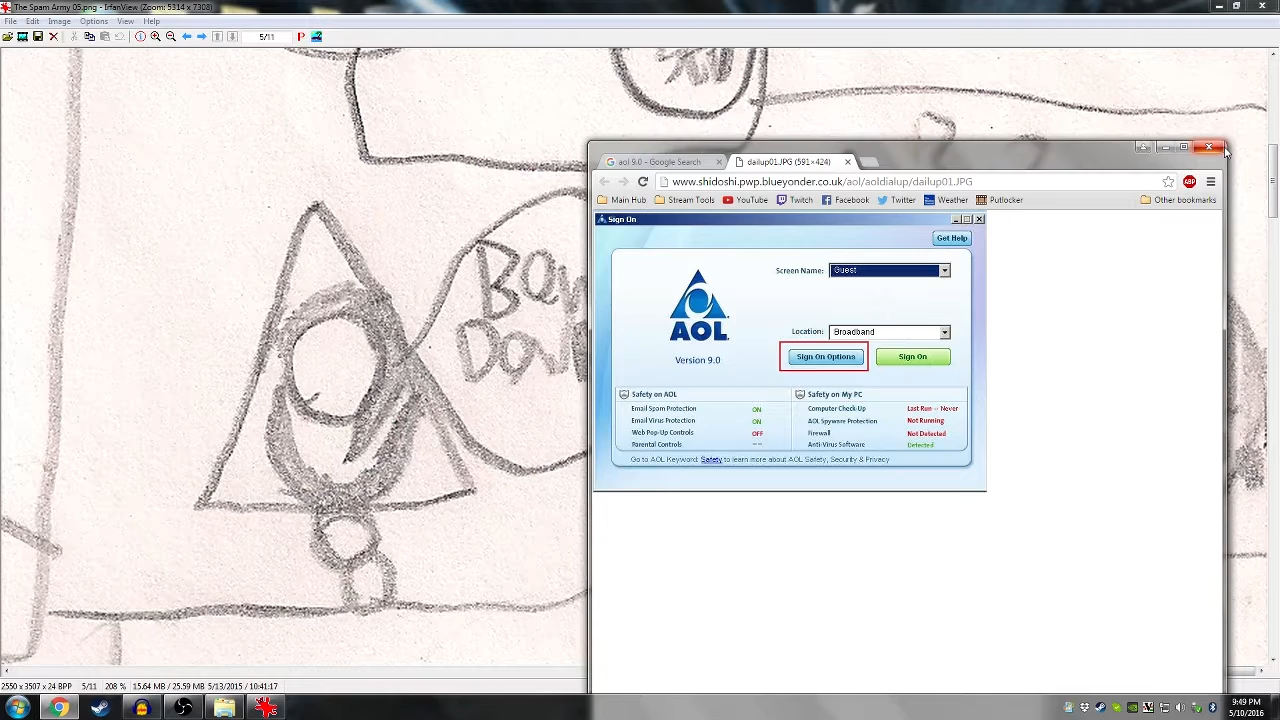 The Spam Army 05.png - IrfanView (Zoom: 5314 x 7308)
File Edit Image Options View Help
5/11
aol 9.0 - Google Search
dailup01.JPG (591×424)
www.shidoshi.pwp.blueyonder.co.uk/aol/aoldialup/dailup01.JPG
Main Hub Stream Tools YouTube Twitch Facebook Twitter Weather Putlocker Other bookmarks
Sign On
Get Help
Screen Name: Guest
Location: Broadband
AOL
Version 9.0
Sign On Options Sign On
Safety on AOL
Email Spam Protection ON
Email Virus Protection ON
Web Pop-Up Controls OFF
Parental Controls --
Safety on My PC
Computer Check-Up Last Run -- Never
AOL Spyware Protection Not Running
Firewall Not Detected
Anti-Virus Software Detected
Go to AOL Keyword: Safety to learn more about AOL Safety, Security & Privacy
2550 x 3507 x 24 BPP 5/11 208 % 15.64 MB / 25.59 MB 5/13/2015 / 10:41:17
9:49 PM
5/10/2016